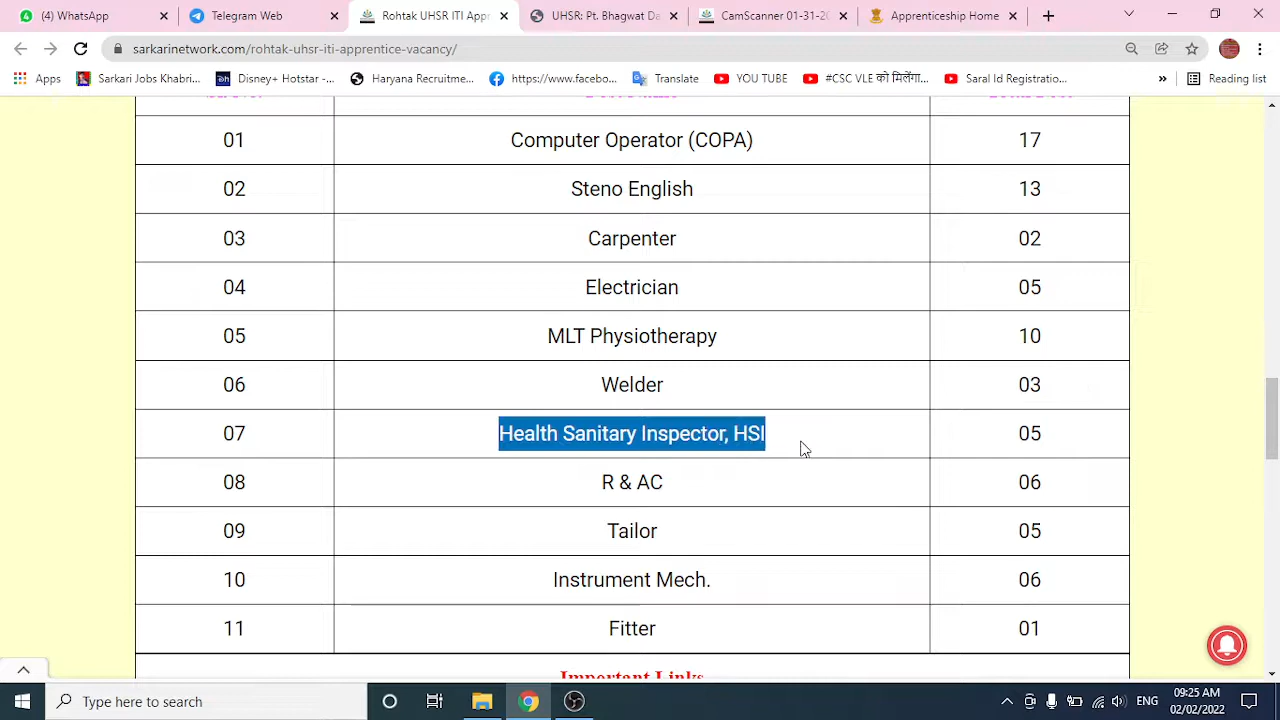 (4) WhatsApp
Telegram Web
Rohtak UHSR ITI Appr
UHSR: Pt. Bhagwat Da
CamScanner 01-31-20
Apprenticeship Home
sarkarinetwork.com/rohtak-uhsr-iti-apprentice-vacancy/
Apps
Sarkari Jobs Khabri...
Disney+ Hotstar -...
Haryana Recruitme...
https://www.facebo...
Translate
YOU TUBE
#CSC VLE को मिलेंगा...
Saral Id Registratio...
»
Reading list
01 Computer Operator (COPA) 17
02 Steno English 13
03 Carpenter 02
04 Electrician 05
05 MLT Physiotherapy 10
06 Welder 03
07 Health Sanitary Inspector, HSI 05
08 R & AC 06
09 Tailor 05
10 Instrument Mech. 06
11 Fitter 01
Important Links
Type here to search
ENG
09:25 AM
02/02/2022